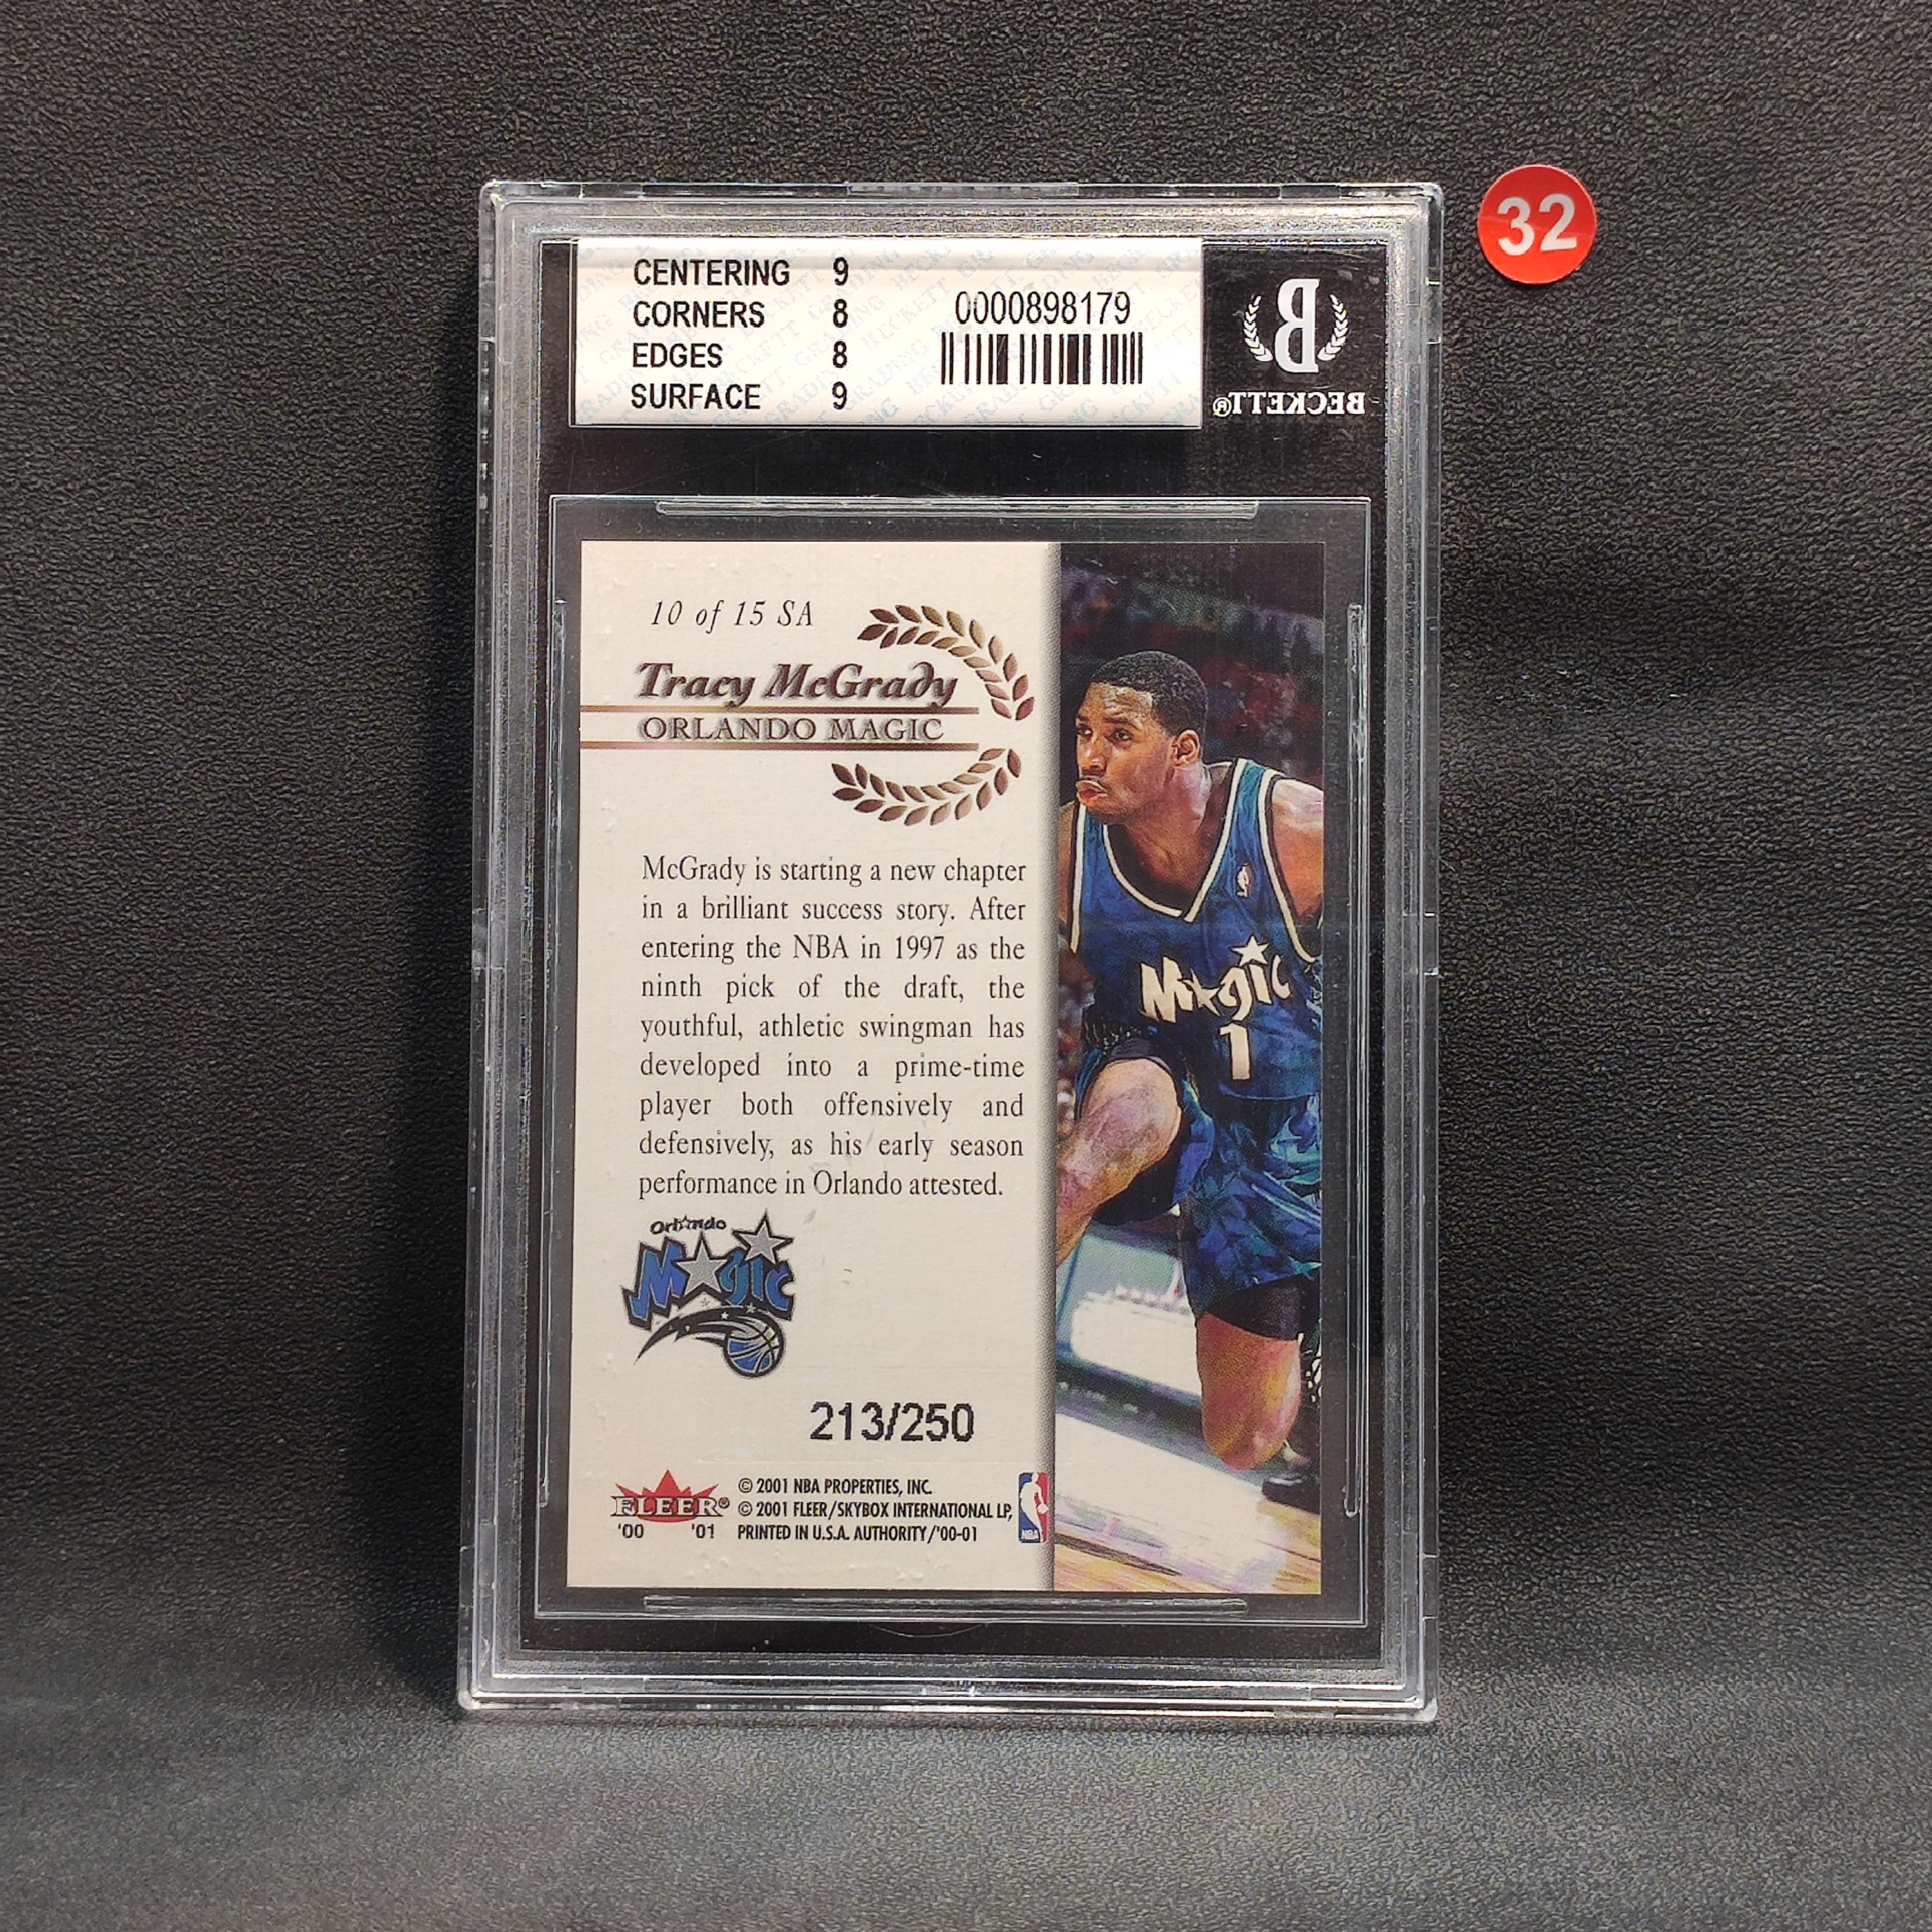 32
CENTERING 9
CORNERS 8
EDGES 8
SURFACE 9
0000898179
B
BECKETT®
10 of 15 SA
Tracy McGrady
ORLANDO MAGIC
McGrady is starting a new chapter
in a brilliant success story. After
entering the NBA in 1997 as the
ninth pick of the draft, the
youthful, athletic swingman has
developed into a prime-time
player both offensively and
defensively, as his early season
performance in Orlando attested.
Magic
1
Orlando
Magic
213/250
FLEER®
'00 '01
© 2001 NBA PROPERTIES, INC.
© 2001 FLEER/SKYBOX INTERNATIONAL LP,
PRINTED IN U.S.A. AUTHORITY/'00-01
NBA